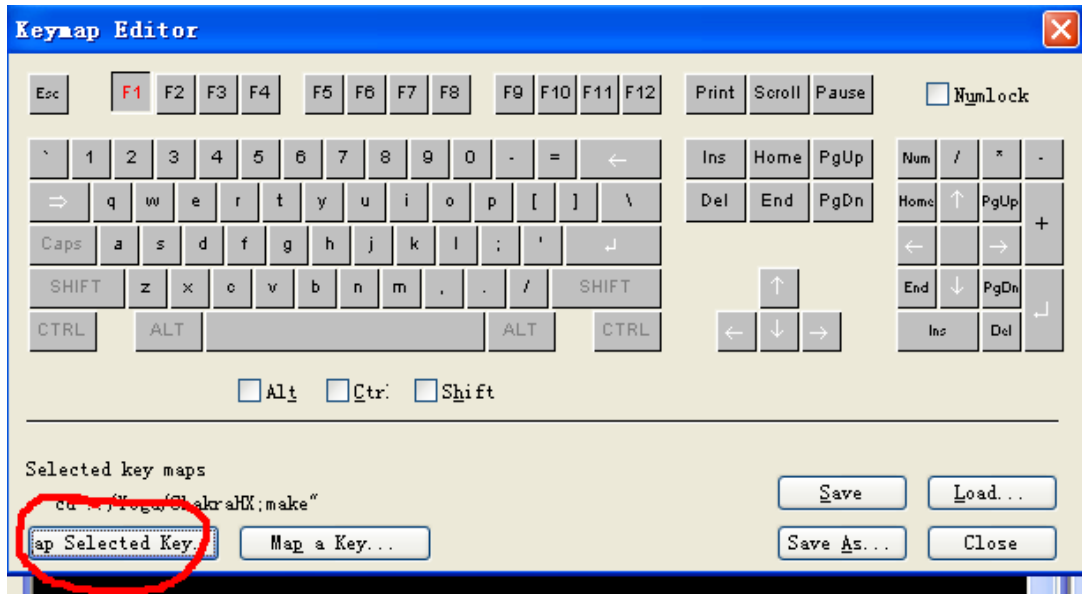 Keymap Editor
Esc F1 F2 F3 F4 F5 F6 F7 F8 F9 F10 F11 F12 Print Scroll Pause Numlock
` 1 2 3 4 5 6 7 8 9 0 - = ← Ins Home PgUp Num / * -
⇒ q w e r t y u i o p [ ] \ Del End PgDn Home ↑ PgUp +
Caps a s d f g h j k l ; ' ↵ ← →
SHIFT z x c v b n m , . / SHIFT ↑ End ↓ PgDn ↵
CTRL ALT ALT CTRL ← ↓ → Ins Del
Alt Ctrl Shift
Selected key maps
/ChakraHX;make"
Save Load...
ap Selected Key. Map a Key... Save As... Close